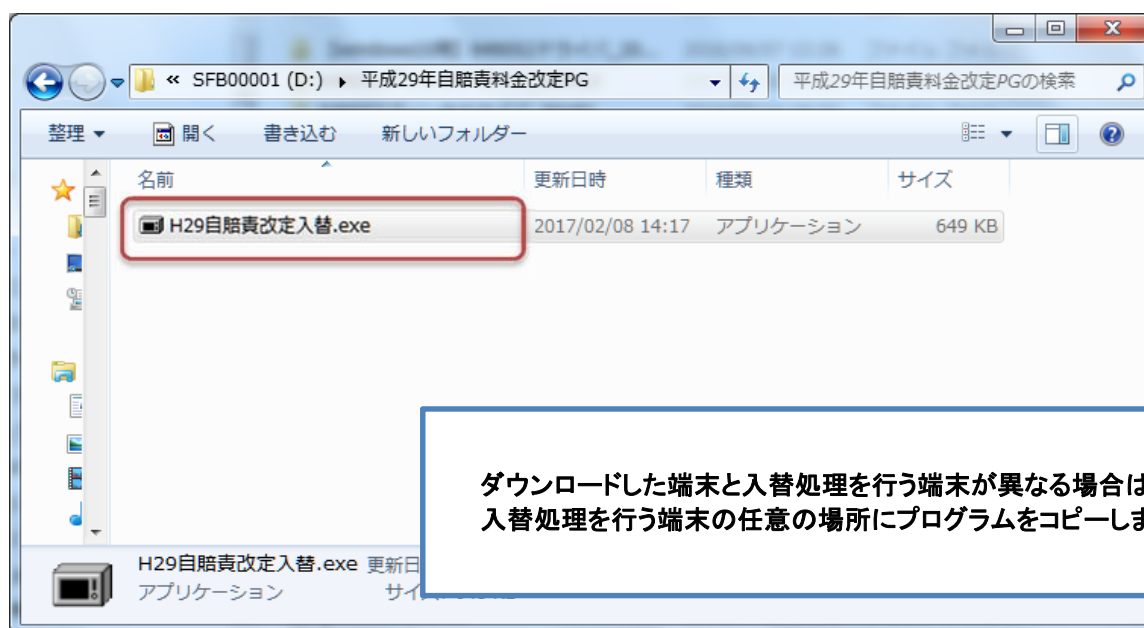 « SFB00001 (D:) ▸ 平成29年自賠責料金改定PG
平成29年自賠責料金改定PGの検索
整理 ▼ 開く 書き込む 新しいフォルダー
名前 更新日時 種類 サイズ
H29自賠責改定入替.exe 2017/02/08 14:17 アプリケーション 649 KB
ダウンロードした端末と入替処理を行う端末が異なる場合は
入替処理を行う端末の任意の場所にプログラムをコピーしま
H29自賠責改定入替.exe 更新日
アプリケーション サイ